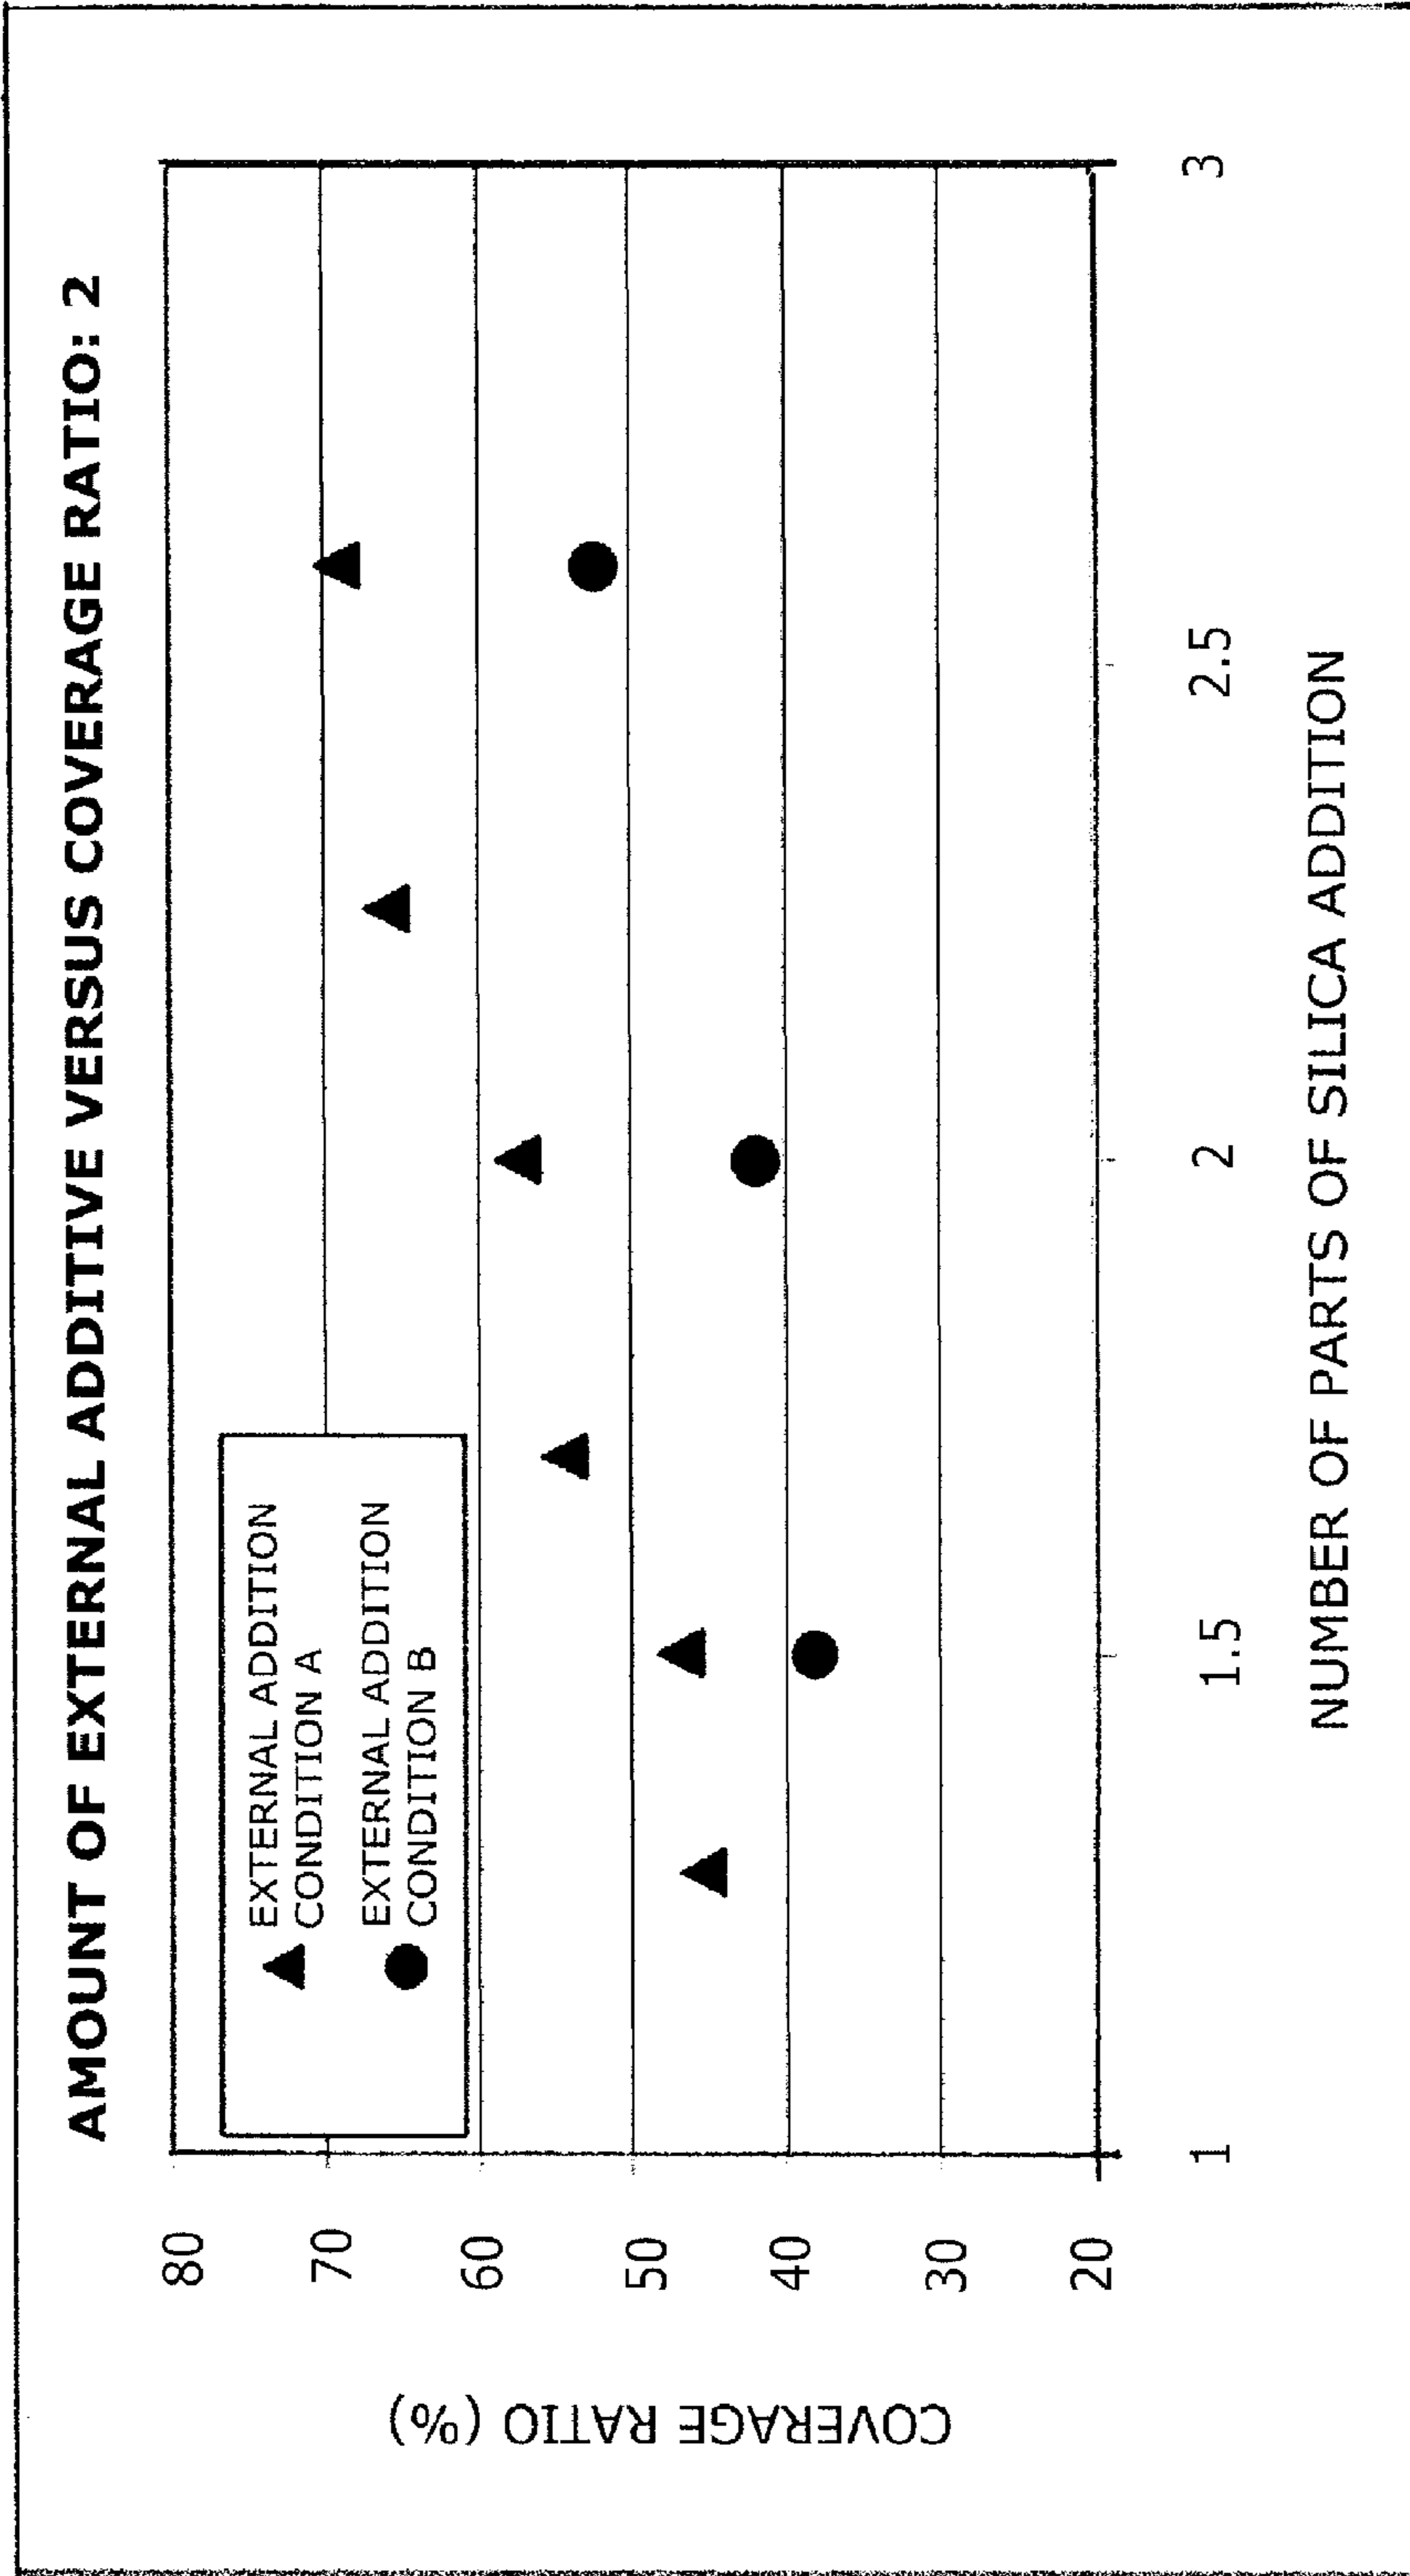 AMOUNT OF EXTERNAL ADDITIVE VERSUS COVERAGE RATIO: 2
EXTERNAL ADDITION
CONDITION A
EXTERNAL ADDITION
CONDITION B
80
70
60
50
40
30
20
COVERAGE RATIO (%)
1
1.5
2
2.5
3
NUMBER OF PARTS OF SILICA ADDITION